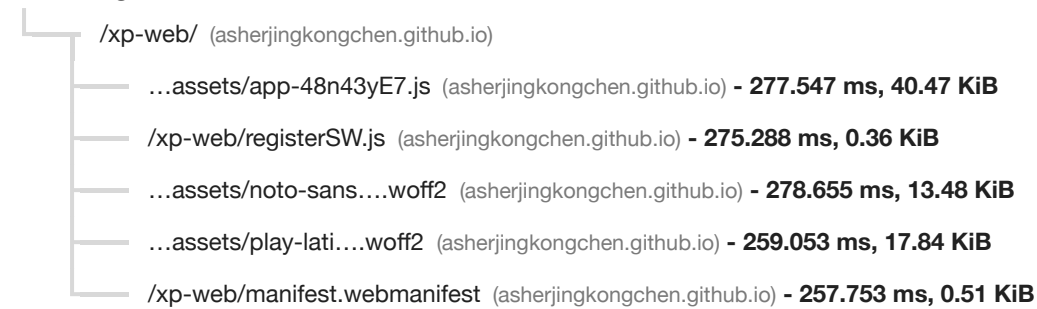 /xp-web/ (asherjingkongchen.github.io)
…assets/app-48n43yE7.js (asherjingkongchen.github.io) - 277.547 ms, 40.47 KiB
/xp-web/registerSW.js (asherjingkongchen.github.io) - 275.288 ms, 0.36 KiB
…assets/noto-sans….woff2 (asherjingkongchen.github.io) - 278.655 ms, 13.48 KiB
…assets/play-lati….woff2 (asherjingkongchen.github.io) - 259.053 ms, 17.84 KiB
/xp-web/manifest.webmanifest (asherjingkongchen.github.io) - 257.753 ms, 0.51 KiB